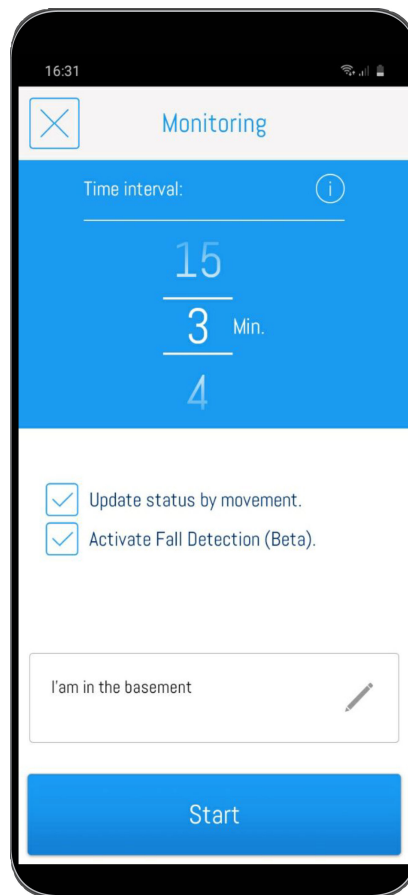 16:31
Monitoring
Time interval:
15
3 Min.
4
Update status by movement.
Activate Fall Detection (Beta).
I'am in the basement
Start